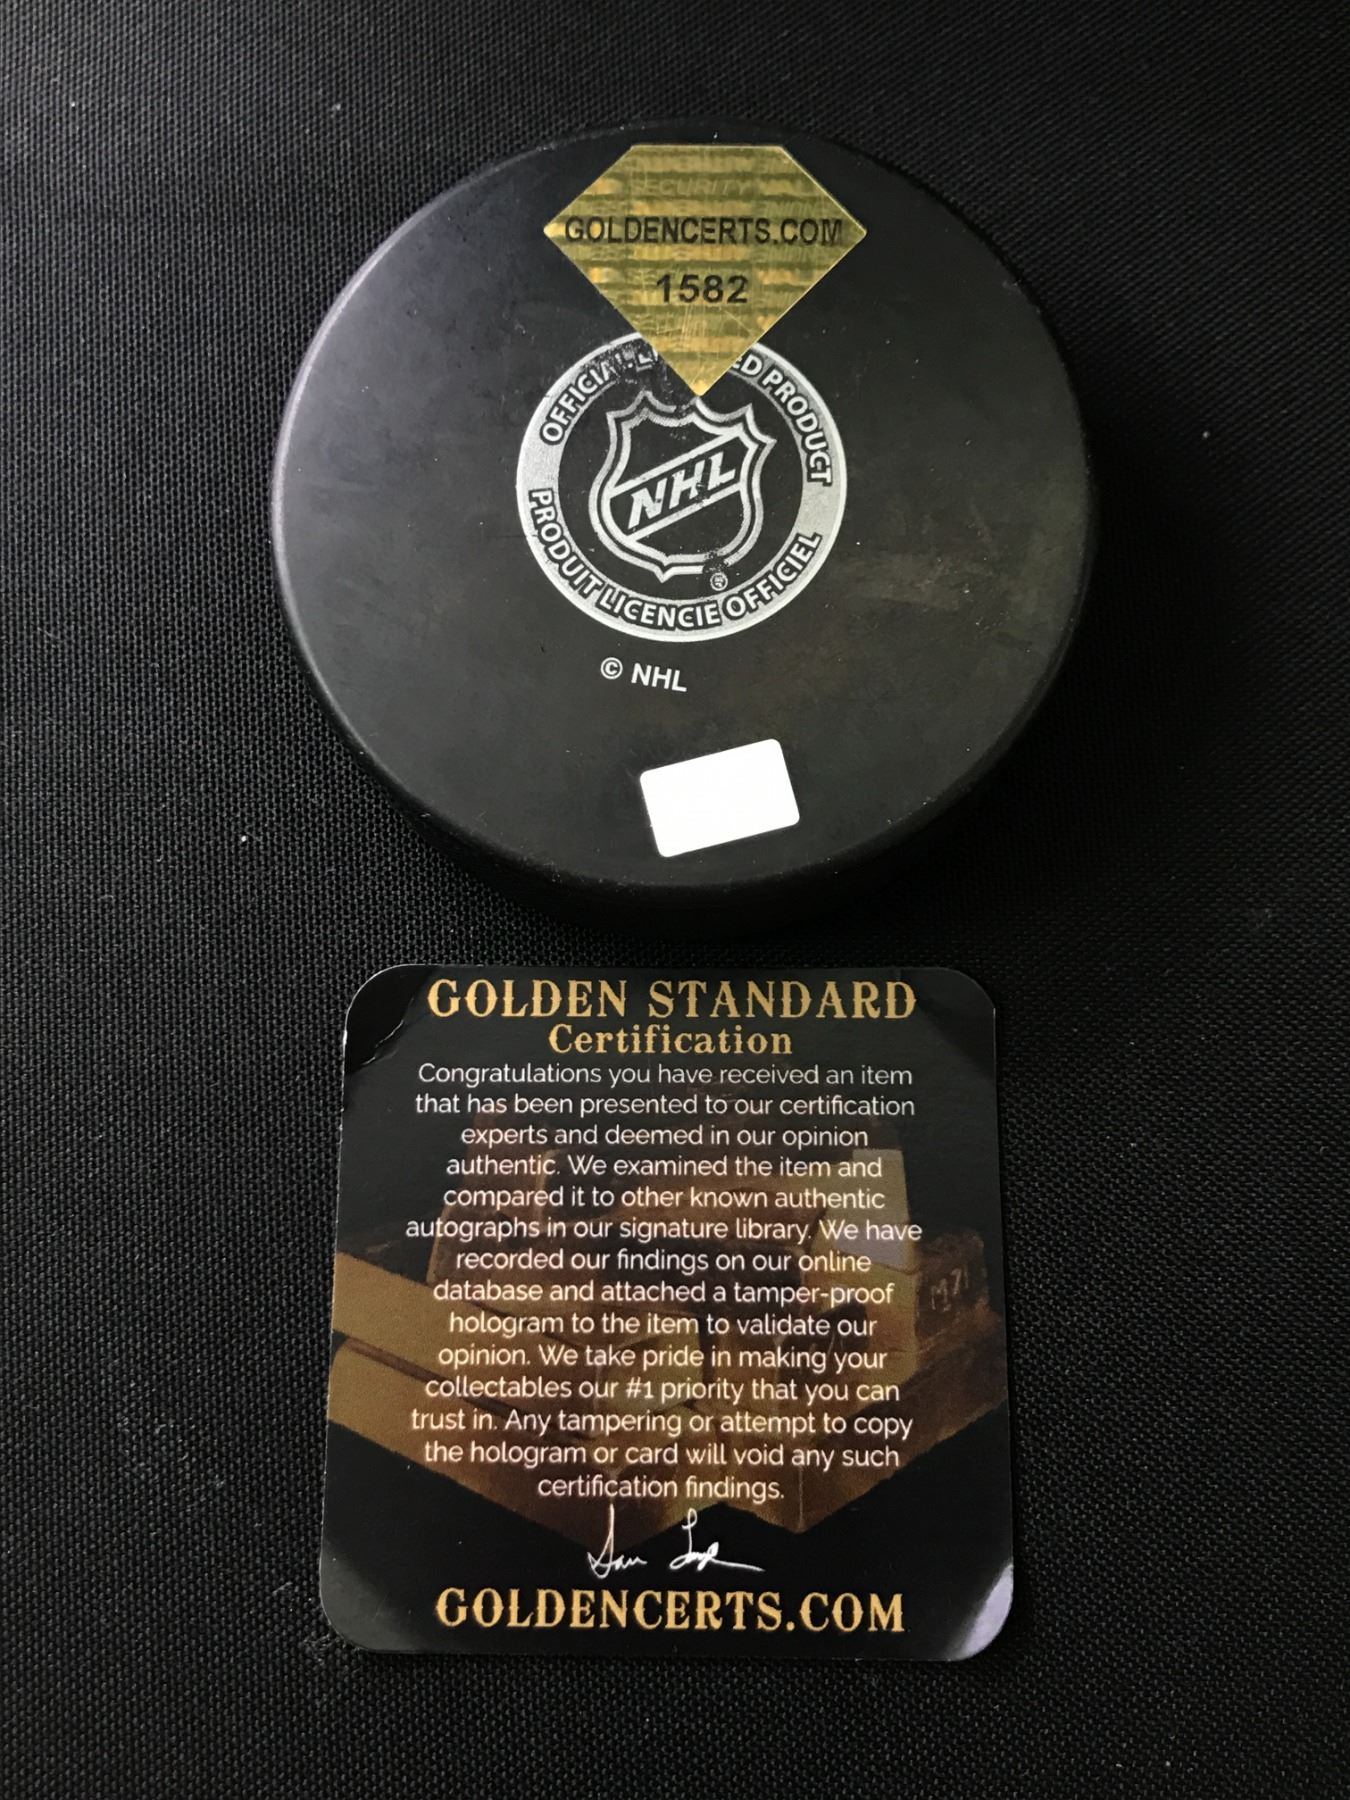 SECURITY
GOLDENCERTS.COM
1582
ED PRODUCT
NHL
PRODUIT LICENCIE OFFICIEL
© NHL
GOLDEN STANDARD
Certification
Congratulations you have received an item
that has been presented to our certification
experts and deemed in our opinion
authentic. We examined the item and
compared it to other known authentic
autographs in our signature library. We have
recorded our findings on our online
database and attached a tamper-proof
hologram to the item to validate our
opinion. We take pride in making your
collectables our #1 priority that you can
trust in. Any tampering or attempt to copy
the hologram or card will void any such
certification findings.
GOLDENCERTS.COM